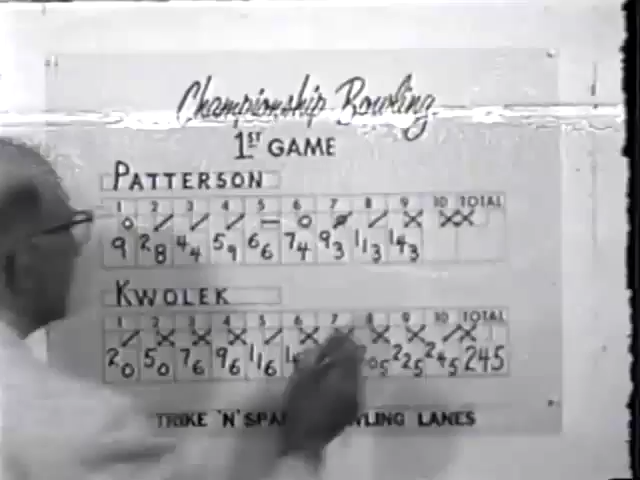 Championship Bowling
1ST GAME
PATTERSON
1 2 3 4 5 6 7 8 9 10 TOTAL
O / / / — O Ø / X XX
9 28 44 59 66 74 93 113 143
KWOLEK
1 2 3 4 5 6 7 8 9 10 TOTAL
/ X X X / X X X /X
20 50 76 96 116 225 245 245
TRIKE 'N' SPA LING LANES